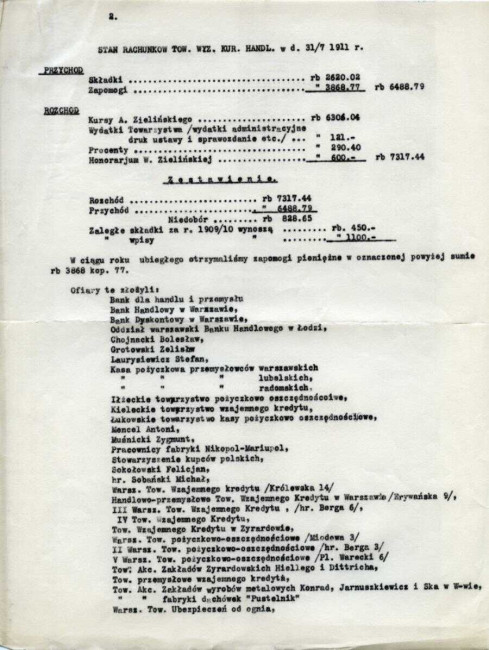 2.
STAN RACHUNKÓW TOW. WYŻ. KUR. HANDL. w d. 31/7 1911 r.
PRZYCHÓD
Składki ................................ rb 2620.02
Zapomogi ............................... " 3868.77 rb 6488.79
ROZCHÓD
Kursy A. Zielińskiego .................. rb 6306.04
Wydatki Towarzystwa /wydatki administracyjne
druk ustawy i sprawozdanie etc./ ... " 121.-
Procenty ............................... " 290.40
Honorarjum W. Zielińskiej .............. " 600.- rb 7317.44
Zestawienie.
Rozchód ...................... rb 7317.44
Przychód ..................... " 6488.79
Niedobór ....... rb 828.65
Zaległe składki za r. 1909/10 wynoszą ........ rb. 450.-
" wpisy " ........ " 1100.-
W ciągu roku ubiegłego otrzymaliśmy zapomogi pieniężne w oznaczonej powyżej sumie
rb 3868 kop. 77.
Ofiary te złożyli:
Bank dla handlu i przemysłu
Bank Handlowy w Warszawie,
Bank Dyskontowy w Warszawie,
Oddział warszawski Banku Handlowego w Łodzi,
Chojnacki Bolesław,
Grotowski Zelisław
Laurysiewicz Stefan,
Kasa pożyczkowa przemysłowców warszawskich
" " " lubelskich,
" " " radomskich.
Iłżeckie towarzystwo pożyczkowo oszczędnościowe,
Kieleckie towarzystwo wzajemnego kredytu,
Łukowskie towarzystwo kasy pożyczkowo oszczędnościowe,
Mencel Antoni,
Muśnicki Zygmunt,
Pracownicy fabryki Nikopol-Mariupol,
Stowarzyszenie kupców polskich,
Sokołowski Felicjan,
hr. Sobański Michał,
Warsz. Tow. Wzajemnego kredytu /Królewska 14/
Handlowo-przemysłowe Tow. Wzajemnego Kredytu w Warszawie /Erywańska 9/,
III Warsz. Tow. Wzajemnego Kredytu , /hr. Berga 6/,
IV Tow. Wzajemnego Kredytu,
Tow. Wzajemnego Kredytu w Żyrardowie,
Warsz. Tow. pożyczkowo-oszczędnościowe /Miodowa 3/
II Warsz. Tow. pożyczkowo-oszczędnościowe /hr. Berga 2/
V Warsz. Tow. pożyczkowo-oszczędnościowe /Pl. Warecki 6/
Tow. Akc. Zakładów Żyrardowskich Hiellego i Dittricha,
Tow. przemysłowe wzajemnego kredytu,
Tow. Akc. Zakładów wyrobów metalowych Konrad, Jarnuszkiewicz i Ska w W-wie,
" " fabryki dachówek "Pustelnik"
Warsz. Tow. Ubezpieczeń od ognia,